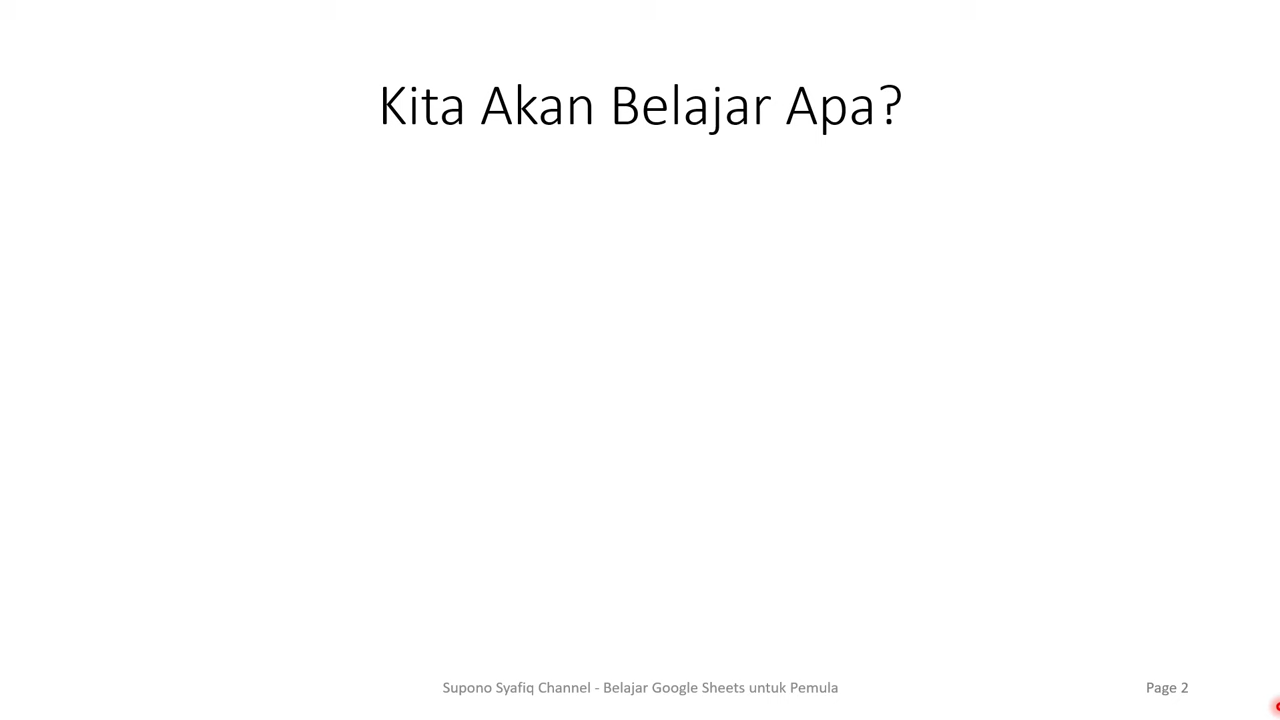 Kita Akan Belajar Apa?
Supono Syafiq Channel - Belajar Google Sheets untuk Pemula
Page 2